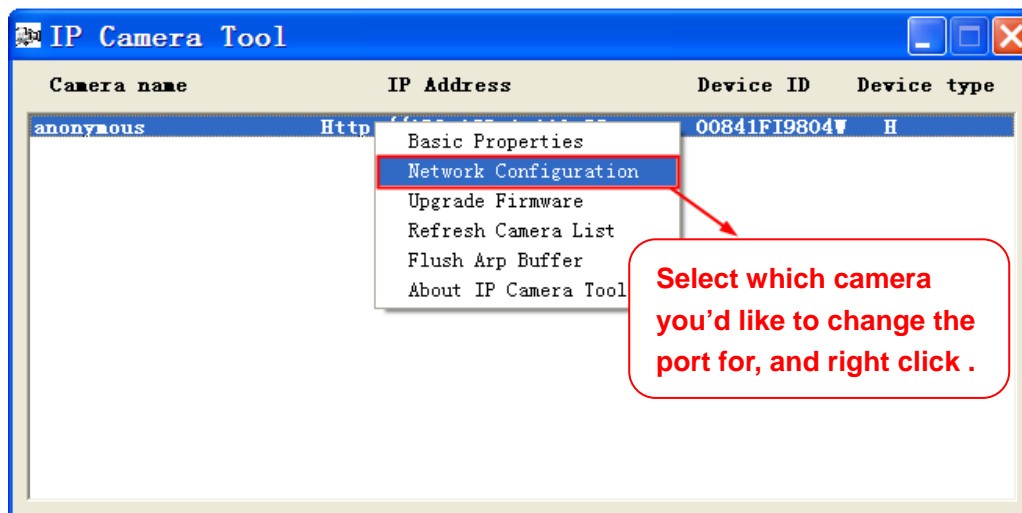 IP Camera Tool
Camera name IP Address Device ID Device type
anonymous Http 00841FI9804W H
Basic Properties
Network Configuration
Upgrade Firmware
Refresh Camera List
Flush Arp Buffer
About IP Camera Tool
Select which camera
you'd like to change the
port for, and right click .